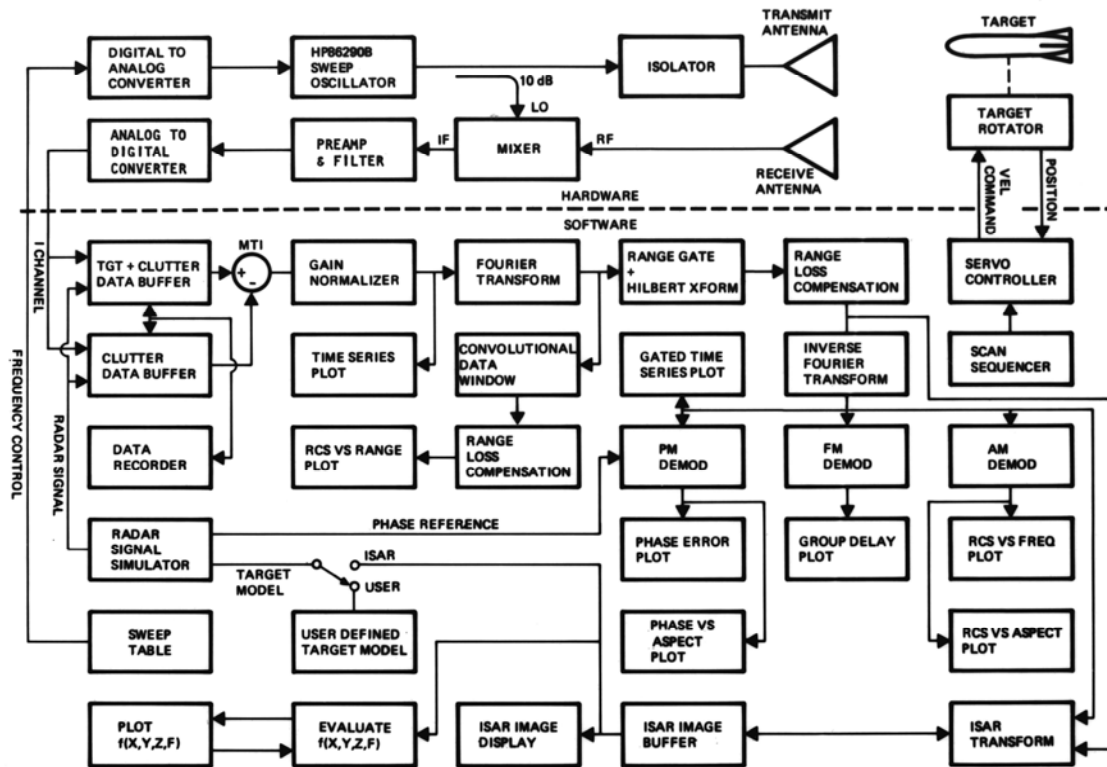 TRANSMIT
ANTENNA
TARGET
DIGITAL TO
ANALOG
CONVERTER
HP86290B
SWEEP
OSCILLATOR
ISOLATOR
10 dB
LO
ANALOG TO
DIGITAL
CONVERTER
PREAMP
& FILTER
IF
MIXER
RF
RECEIVE
ANTENNA
TARGET
ROTATOR
VEL
COMMAND
POSITION
HARDWARE
SOFTWARE
I CHANNEL
TGT + CLUTTER
DATA BUFFER
MTI
+
-
GAIN
NORMALIZER
FOURIER
TRANSFORM
RANGE GATE
+
HILBERT XFORM
RANGE
LOSS
COMPENSATION
SERVO
CONTROLLER
CLUTTER
DATA BUFFER
TIME SERIES
PLOT
CONVOLUTIONAL
DATA
WINDOW
GATED TIME
SERIES PLOT
INVERSE
FOURIER
TRANSFORM
SCAN
SEQUENCER
FREQUENCY CONTROL
RADAR SIGNAL
DATA
RECORDER
RCS VS RANGE
PLOT
RANGE
LOSS
COMPENSATION
PM
DEMOD
FM
DEMOD
AM
DEMOD
PHASE REFERENCE
RADAR
SIGNAL
SIMULATOR
TARGET
MODEL
ISAR
USER
PHASE ERROR
PLOT
GROUP DELAY
PLOT
RCS VS FREQ
PLOT
SWEEP
TABLE
USER DEFINED
TARGET MODEL
PHASE VS
ASPECT
PLOT
RCS VS ASPECT
PLOT
PLOT
f(X,Y,Z,F)
EVALUATE
f(X,Y,Z,F)
ISAR IMAGE
DISPLAY
ISAR IMAGE
BUFFER
ISAR
TRANSFORM